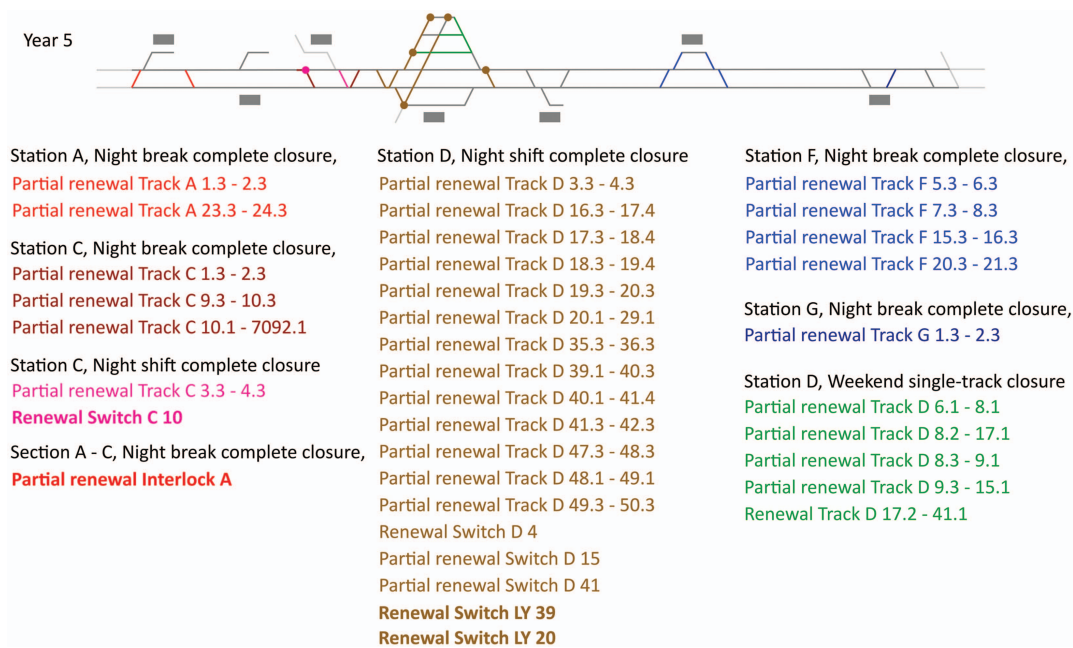 Year 5
Station A, Night break complete closure,
Partial renewal Track A 1.3 - 2.3
Partial renewal Track A 23.3 - 24.3
Station C, Night break complete closure,
Partial renewal Track C 1.3 - 2.3
Partial renewal Track C 9.3 - 10.3
Partial renewal Track C 10.1 - 7092.1
Station C, Night shift complete closure
Partial renewal Track C 3.3 - 4.3
Renewal Switch C 10
Section A - C, Night break complete closure,
Partial renewal Interlock A
Station D, Night shift complete closure
Partial renewal Track D 3.3 - 4.3
Partial renewal Track D 16.3 - 17.4
Partial renewal Track D 17.3 - 18.4
Partial renewal Track D 18.3 - 19.4
Partial renewal Track D 19.3 - 20.3
Partial renewal Track D 20.1 - 29.1
Partial renewal Track D 35.3 - 36.3
Partial renewal Track D 39.1 - 40.3
Partial renewal Track D 40.1 - 41.4
Partial renewal Track D 41.3 - 42.3
Partial renewal Track D 47.3 - 48.3
Partial renewal Track D 48.1 - 49.1
Partial renewal Track D 49.3 - 50.3
Renewal Switch D 4
Partial renewal Switch D 15
Partial renewal Switch D 41
Renewal Switch LY 39
Renewal Switch LY 20
Station F, Night break complete closure,
Partial renewal Track F 5.3 - 6.3
Partial renewal Track F 7.3 - 8.3
Partial renewal Track F 15.3 - 16.3
Partial renewal Track F 20.3 - 21.3
Station G, Night break complete closure,
Partial renewal Track G 1.3 - 2.3
Station D, Weekend single-track closure
Partial renewal Track D 6.1 - 8.1
Partial renewal Track D 8.2 - 17.1
Partial renewal Track D 8.3 - 9.1
Partial renewal Track D 9.3 - 15.1
Renewal Track D 17.2 - 41.1